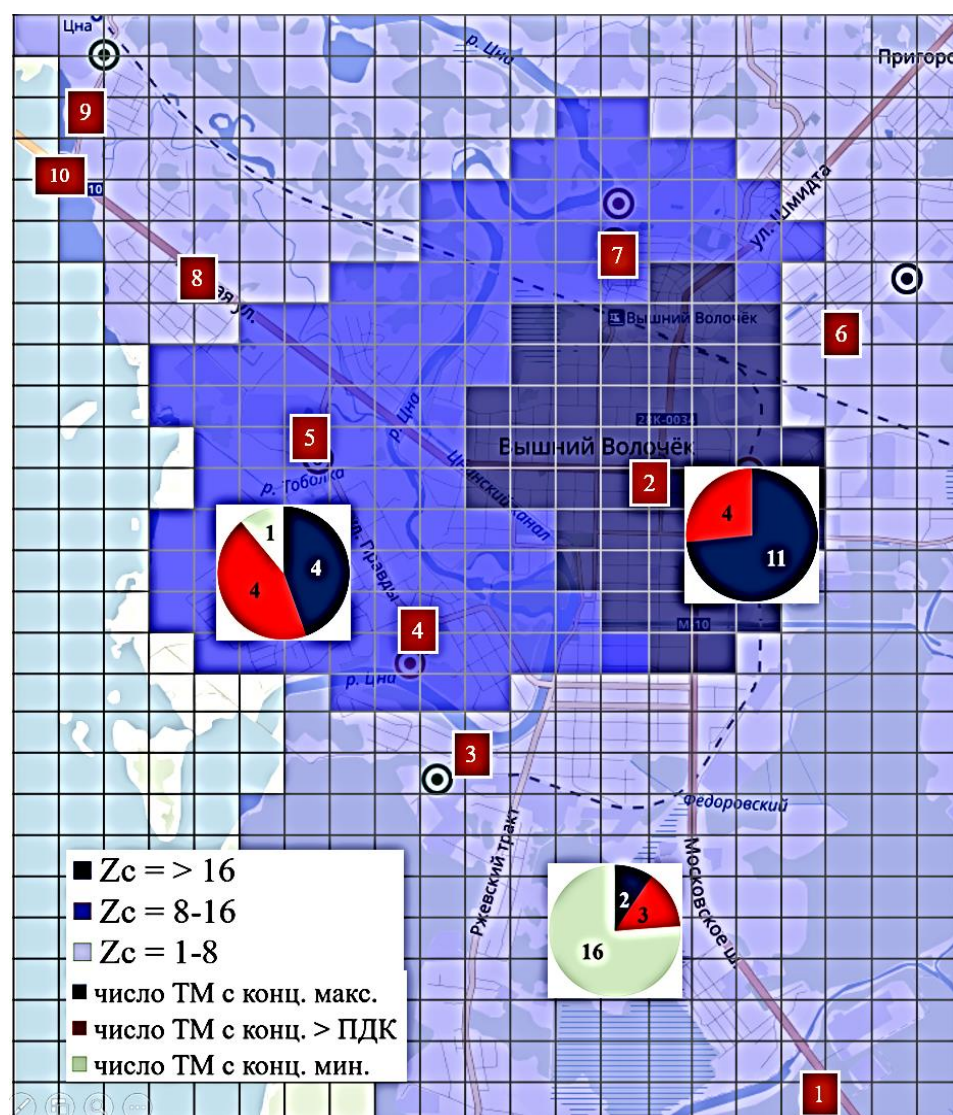 Цна
р. Цна
Пригоро
9
10
10
ул. Шмидта
7
8
ая ул.
Вышний Волочёк
6
р. Цна
28К-0034
5
Вышний Волочёк
2
р. Тоболка
Цнинский канал
4
11
1
4
4
ул. Правды
4
М-10
р. Цна
3
Федоровский
Ржевский тракт
Московское ш.
2
3
16
Zc = > 16
Zc = 8-16
Zc = 1-8
число ТМ с конц. макс.
число ТМ с конц. > ПДК
число ТМ с конц. мин.
1